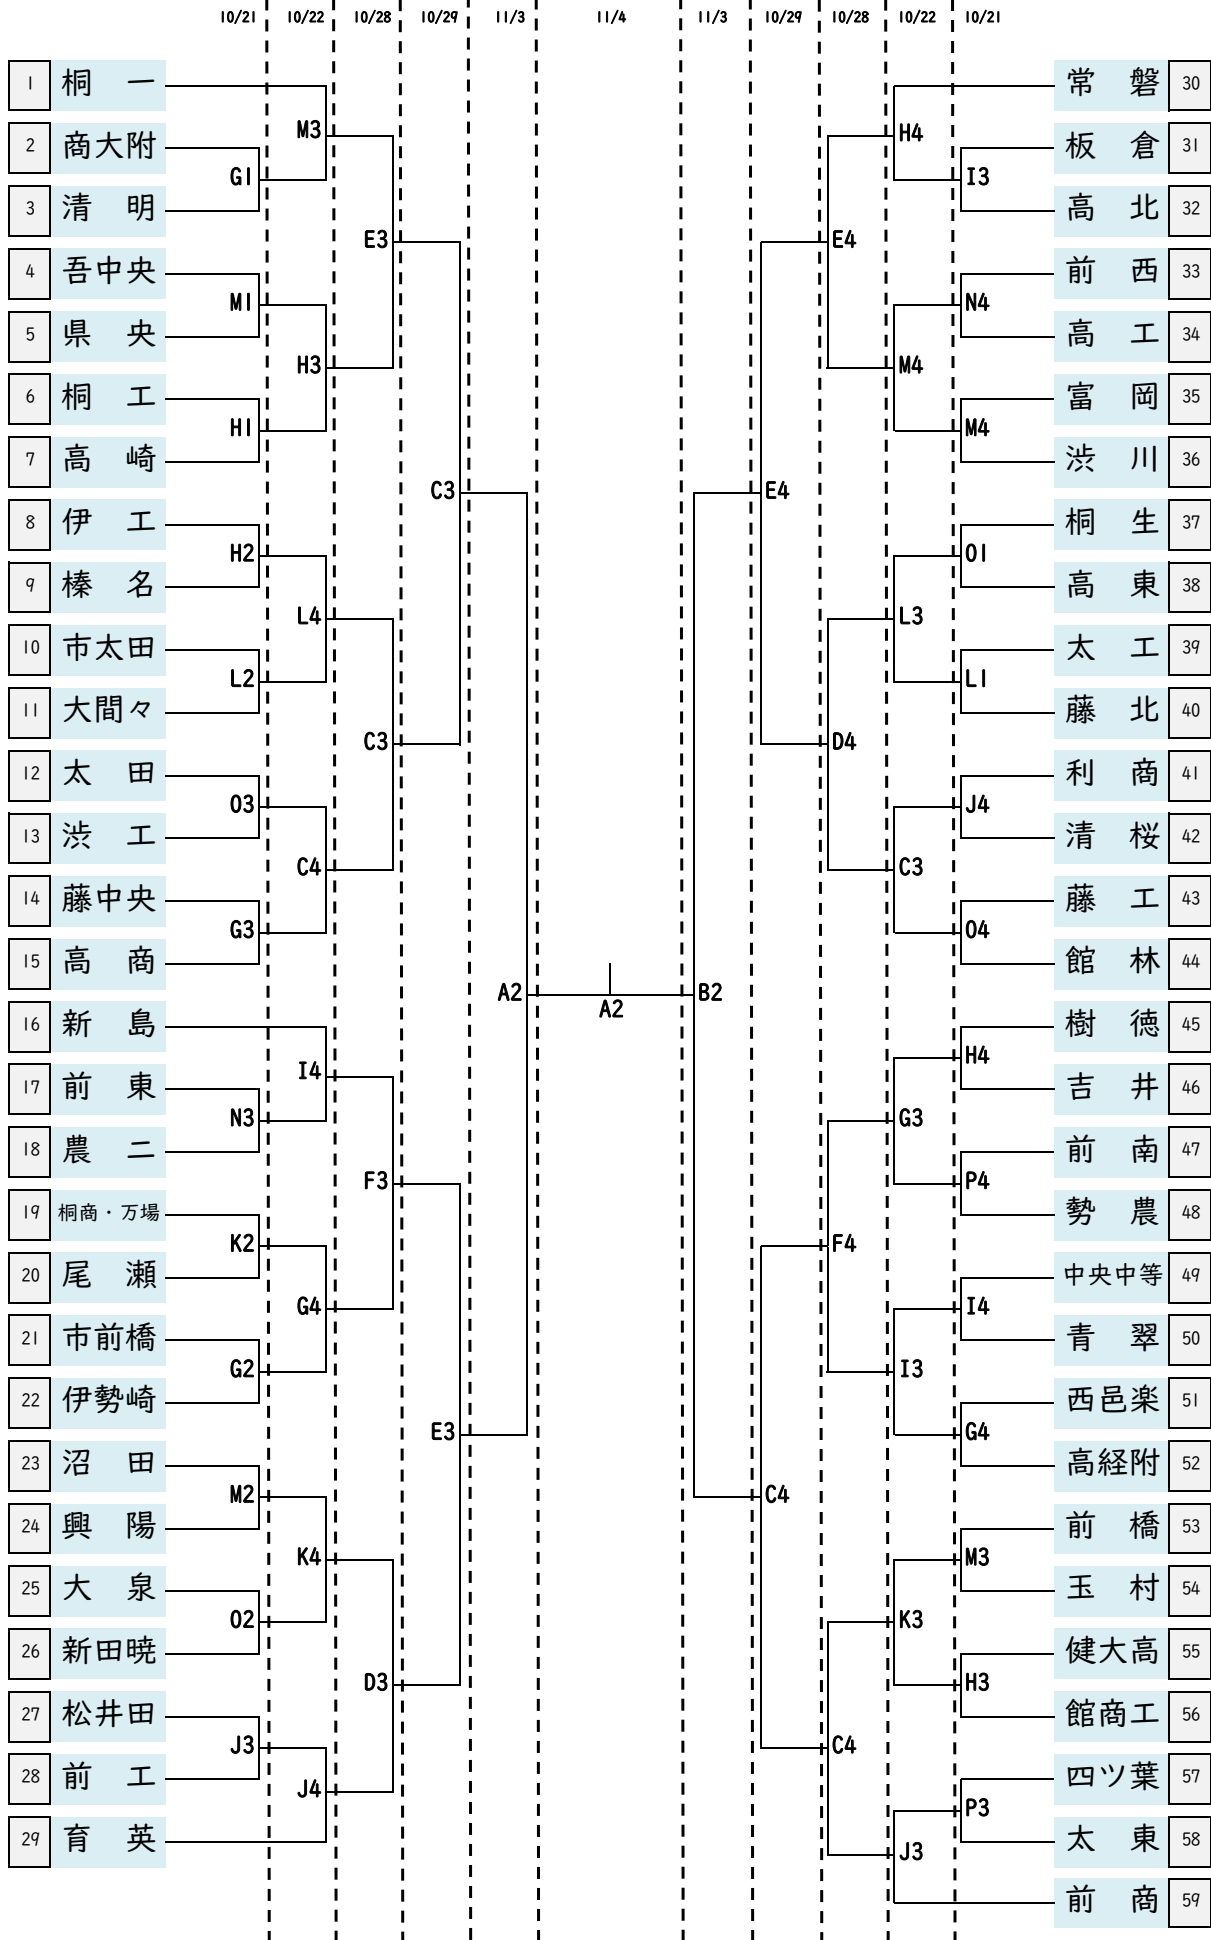 10/21 10/22 10/28 10/29 11/3 11/4 11/3 10/29 10/28 10/22 10/21
1 桐 一
2 商大附
3 清 明
4 吾中央
5 県 央
6 桐 工
7 高 崎
8 伊 工
9 榛 名
10 市太田
11 大間々
12 太 田
13 渋 工
14 藤中央
15 高 商
16 新 島
17 前 東
18 農 二
19 桐商・万場
20 尾 瀬
21 市前橋
22 伊勢崎
23 沼 田
24 興 陽
25 大 泉
26 新田暁
27 松井田
28 前 工
29 育 英
G1
M1
H1
H2
L2
O3
G3
N3
K2
G2
M2
O2
J3
M3
H3
L4
C4
I4
G4
K4
J4
E3
C3
F3
D3
C3
E3
A2
A2
B2
E4
C4
E4
D4
F4
C4
H4
M4
L3
C3
G3
I3
K3
J3
I3
N4
M4
O1
L1
J4
O4
H4
P4
I4
G4
M3
H3
P3
常 磐 30
板 倉 31
高 北 32
前 西 33
高 工 34
富 岡 35
渋 川 36
桐 生 37
高 東 38
太 工 39
藤 北 40
利 商 41
清 桜 42
藤 工 43
館 林 44
樹 徳 45
吉 井 46
前 南 47
勢 農 48
中央中等 49
青 翠 50
西邑楽 51
高経附 52
前 橋 53
玉 村 54
健大高 55
館商工 56
四ツ葉 57
太 東 58
前 商 59